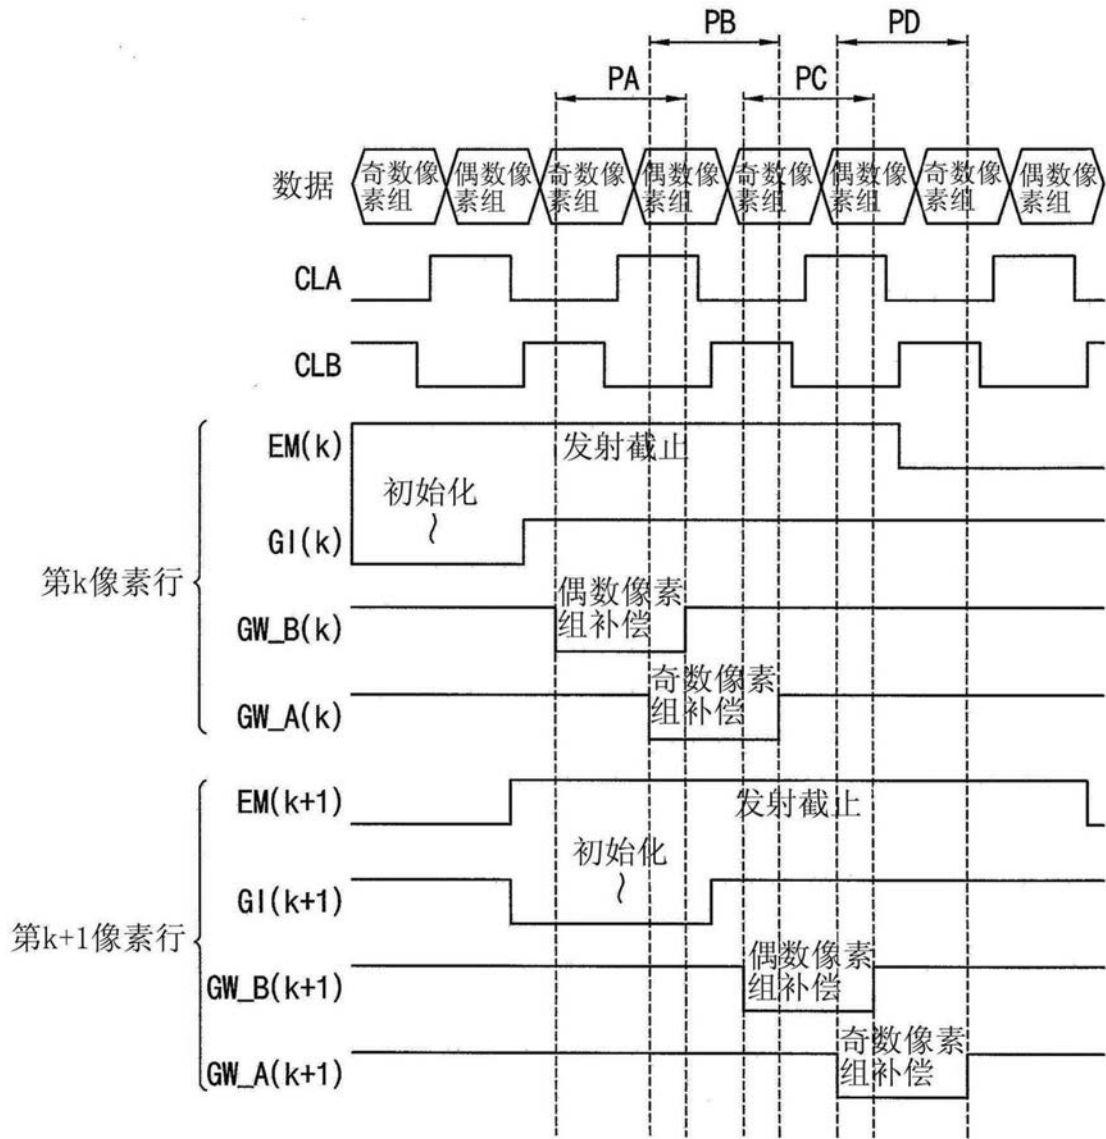 PB
PD
PA
PC
数据
奇数像
素组
偶数像
素组
奇数像
素组
偶数像
素组
奇数像
素组
偶数像
素组
奇数像
素组
偶数像
素组
CLA
CLB
EM(k)
发射截止
初始化
GI(k)
第k像素行
偶数像素
组补偿
GW_B(k)
奇数像素
组补偿
GW_A(k)
EM(k+1)
发射截止
初始化
GI(k+1)
第k+1像素行
偶数像素
组补偿
GW_B(k+1)
奇数像素
组补偿
GW_A(k+1)